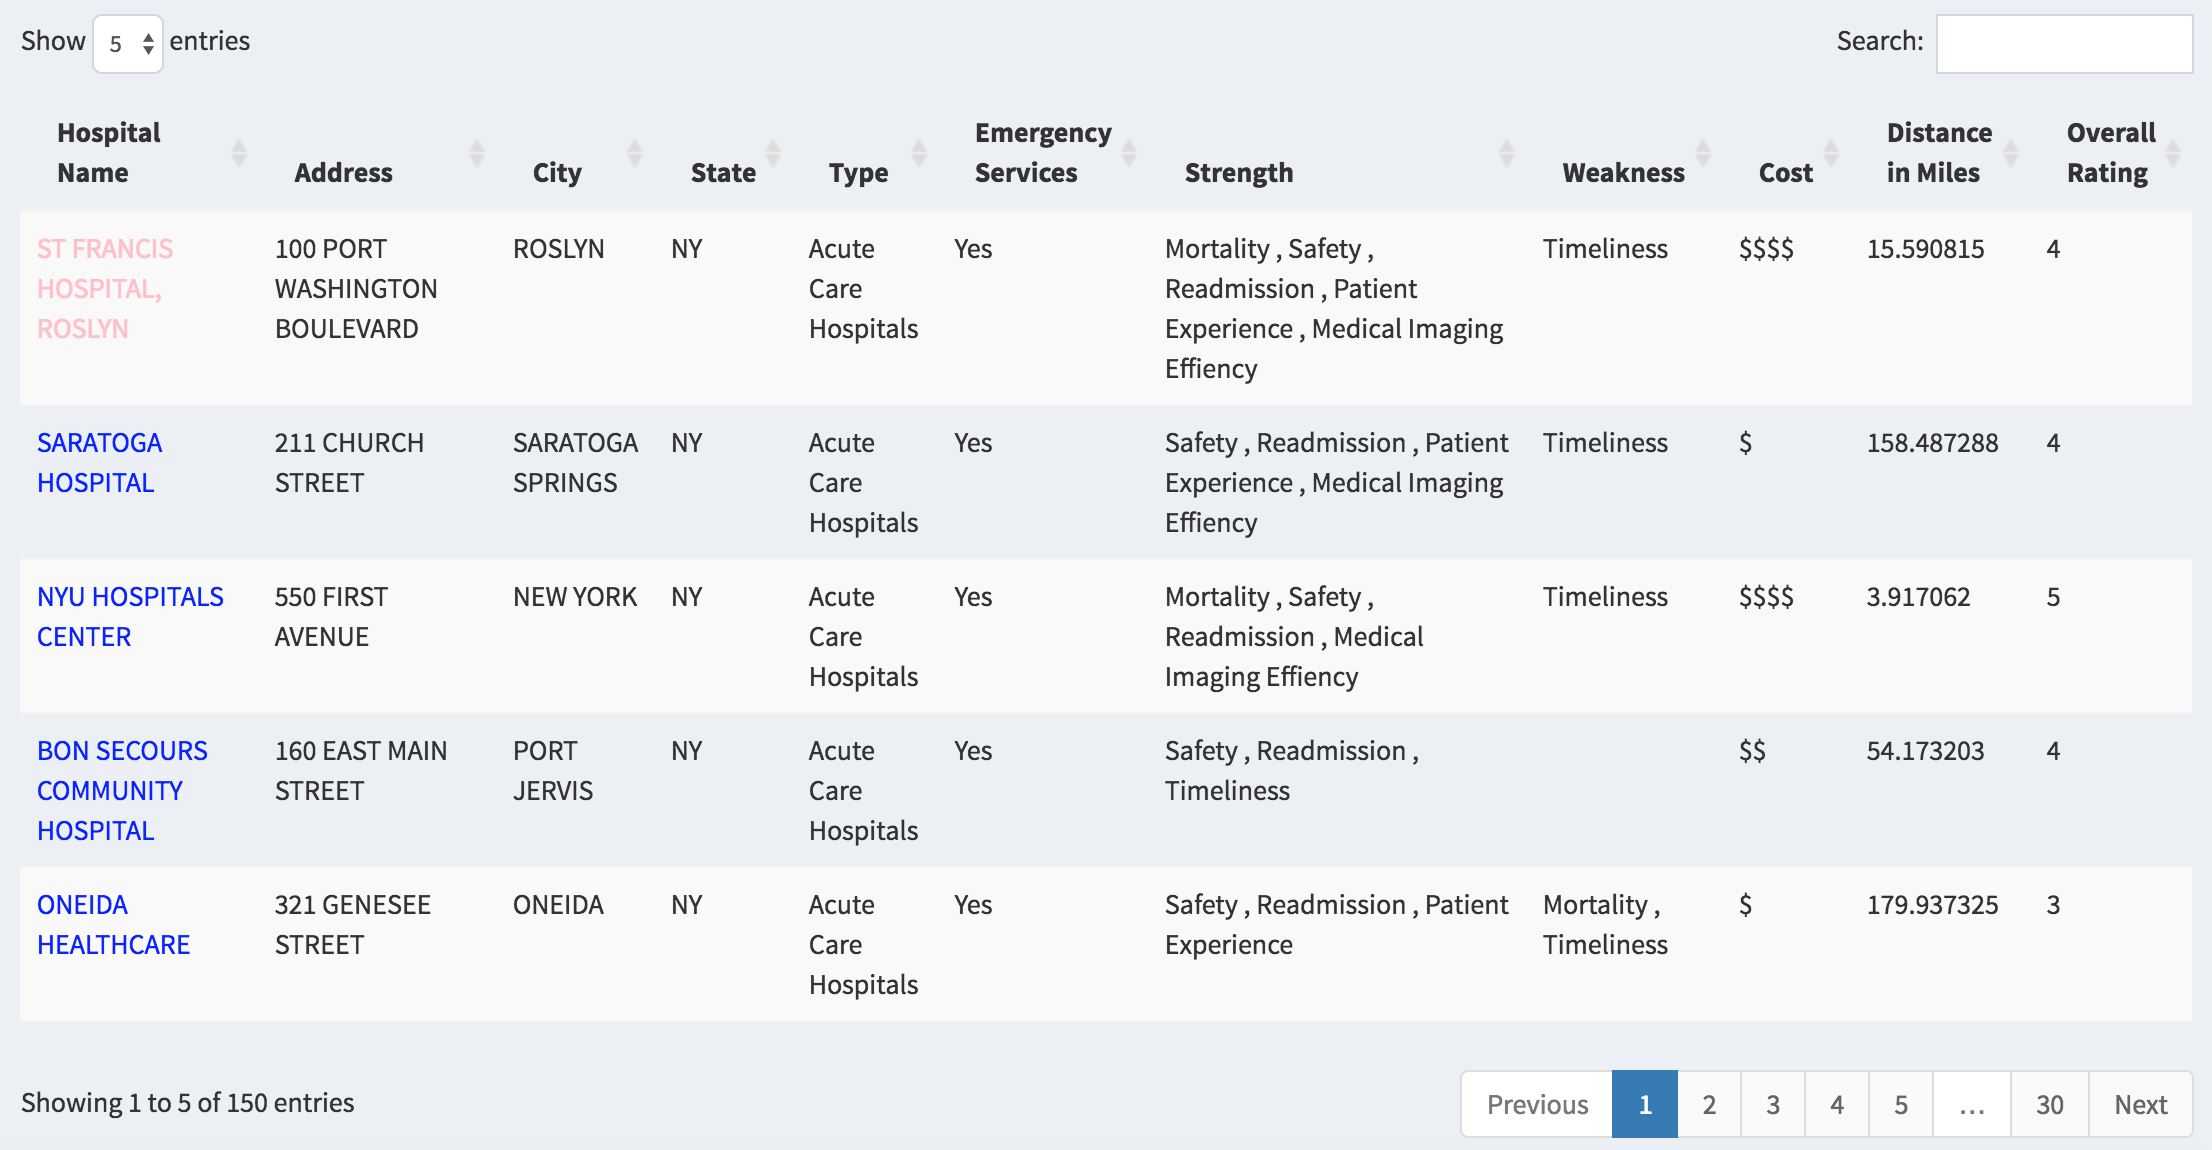 Show 5 entries Search:
Hospital Name Address City State Type Emergency Services Strength Weakness Cost Distance in Miles Overall Rating
ST FRANCIS 100 PORT ROSLYN NY Acute Yes Mortality , Safety , Timeliness $$$$ 15.590815 4
HOSPITAL, WASHINGTON Care Readmission , Patient
ROSLYN BOULEVARD Hospitals Experience , Medical Imaging
Effiency
SARATOGA 211 CHURCH SARATOGA NY Acute Yes Safety , Readmission , Patient Timeliness $ 158.487288 4
HOSPITAL STREET SPRINGS Care Experience , Medical Imaging
Hospitals Effiency
NYU HOSPITALS 550 FIRST NEW YORK NY Acute Yes Mortality , Safety , Timeliness $$$$ 3.917062 5
CENTER AVENUE Care Readmission , Medical
Hospitals Imaging Effiency
BON SECOURS 160 EAST MAIN PORT NY Acute Yes Safety , Readmission , $$ 54.173203 4
COMMUNITY STREET JERVIS Care Timeliness
HOSPITAL Hospitals
ONEIDA 321 GENESEE ONEIDA NY Acute Yes Safety , Readmission , Patient Mortality , $ 179.937325 3
HEALTHCARE STREET Care Experience Timeliness
Hospitals
Showing 1 to 5 of 150 entries Previous 1 2 3 4 5 … 30 Next